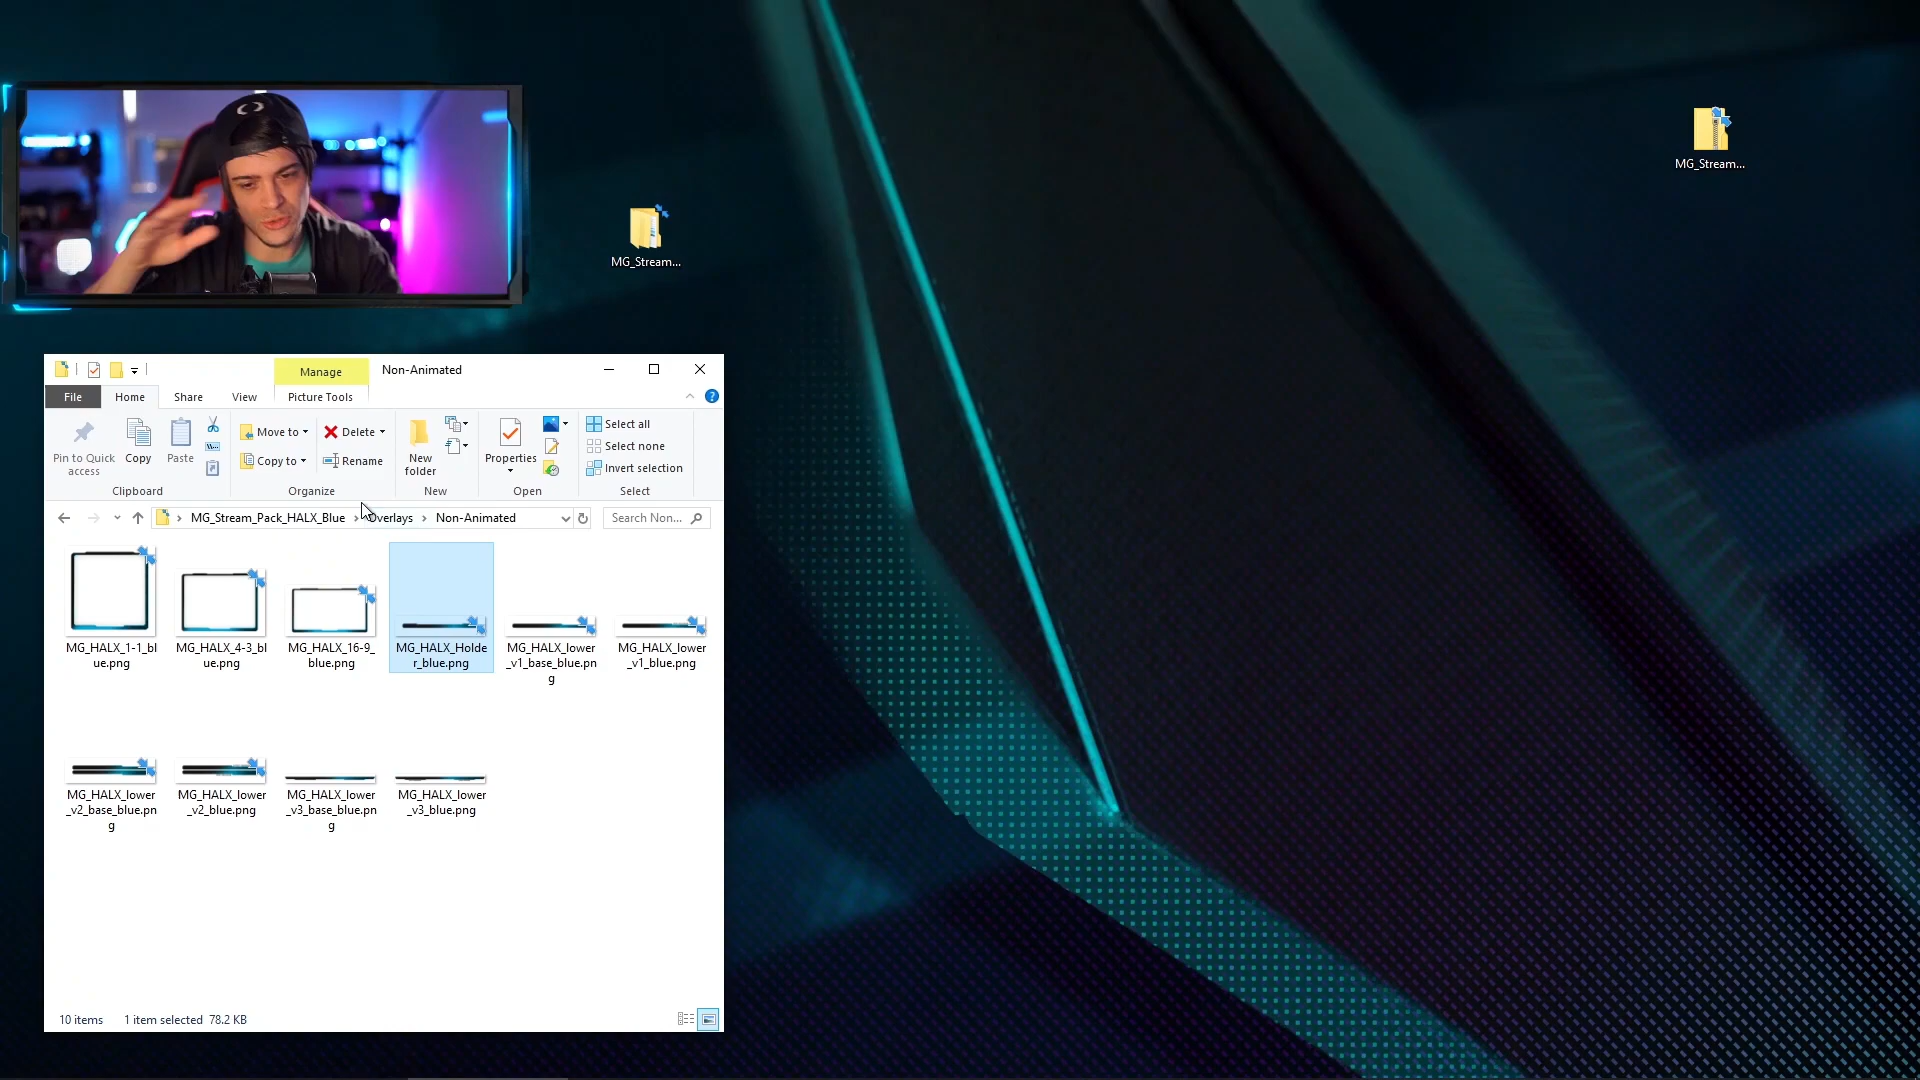 MG_Stream...
MG_Stream...
Manage
Non-Animated
File
Home
Share
View
Picture Tools
Pin to Quick
access
Copy
Paste
Move to
Copy to
Delete
Rename
New
folder
Properties
Select all
Select none
Invert selection
Clipboard
Organize
New
Open
Select
MG_Stream_Pack_HALX_Blue
Overlays
Non-Animated
Search Non...
MG_HALX_1-1_bl
ue.png
MG_HALX_4-3_bl
ue.png
MG_HALX_16-9_
blue.png
MG_HALX_Holde
r_blue.png
MG_HALX_lower
_v1_base_blue.pn
g
MG_HALX_lower
_v1_blue.png
MG_HALX_lower
_v2_base_blue.pn
g
MG_HALX_lower
_v2_blue.png
MG_HALX_lower
_v3_base_blue.pn
g
MG_HALX_lower
_v3_blue.png
10 items
1 item selected 78.2 KB